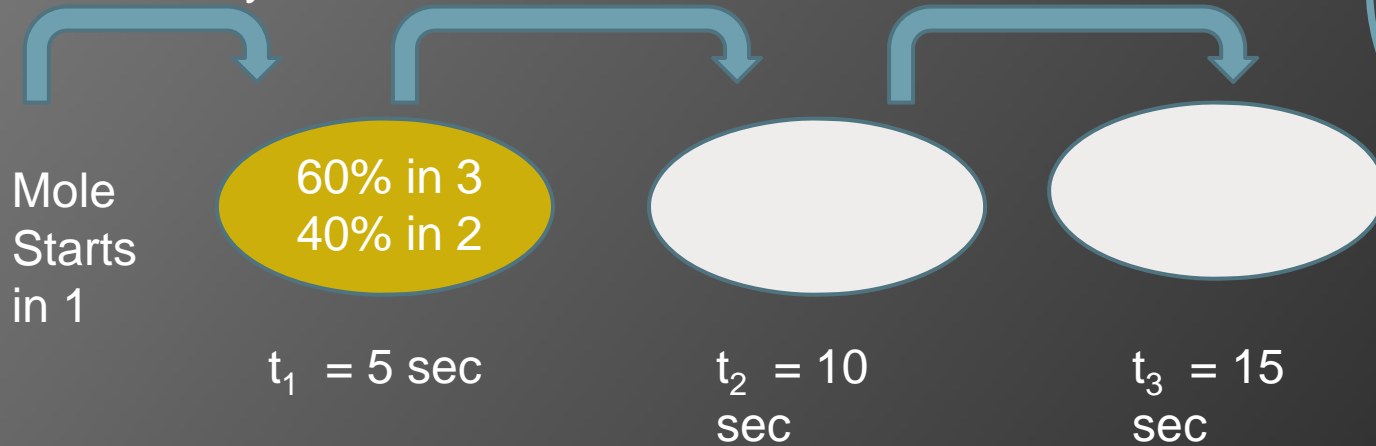 Mole
Starts
in 1
60% in 3
40% in 2
t₁ = 5 sec
t₂ = 10
sec
t₃ = 15
sec